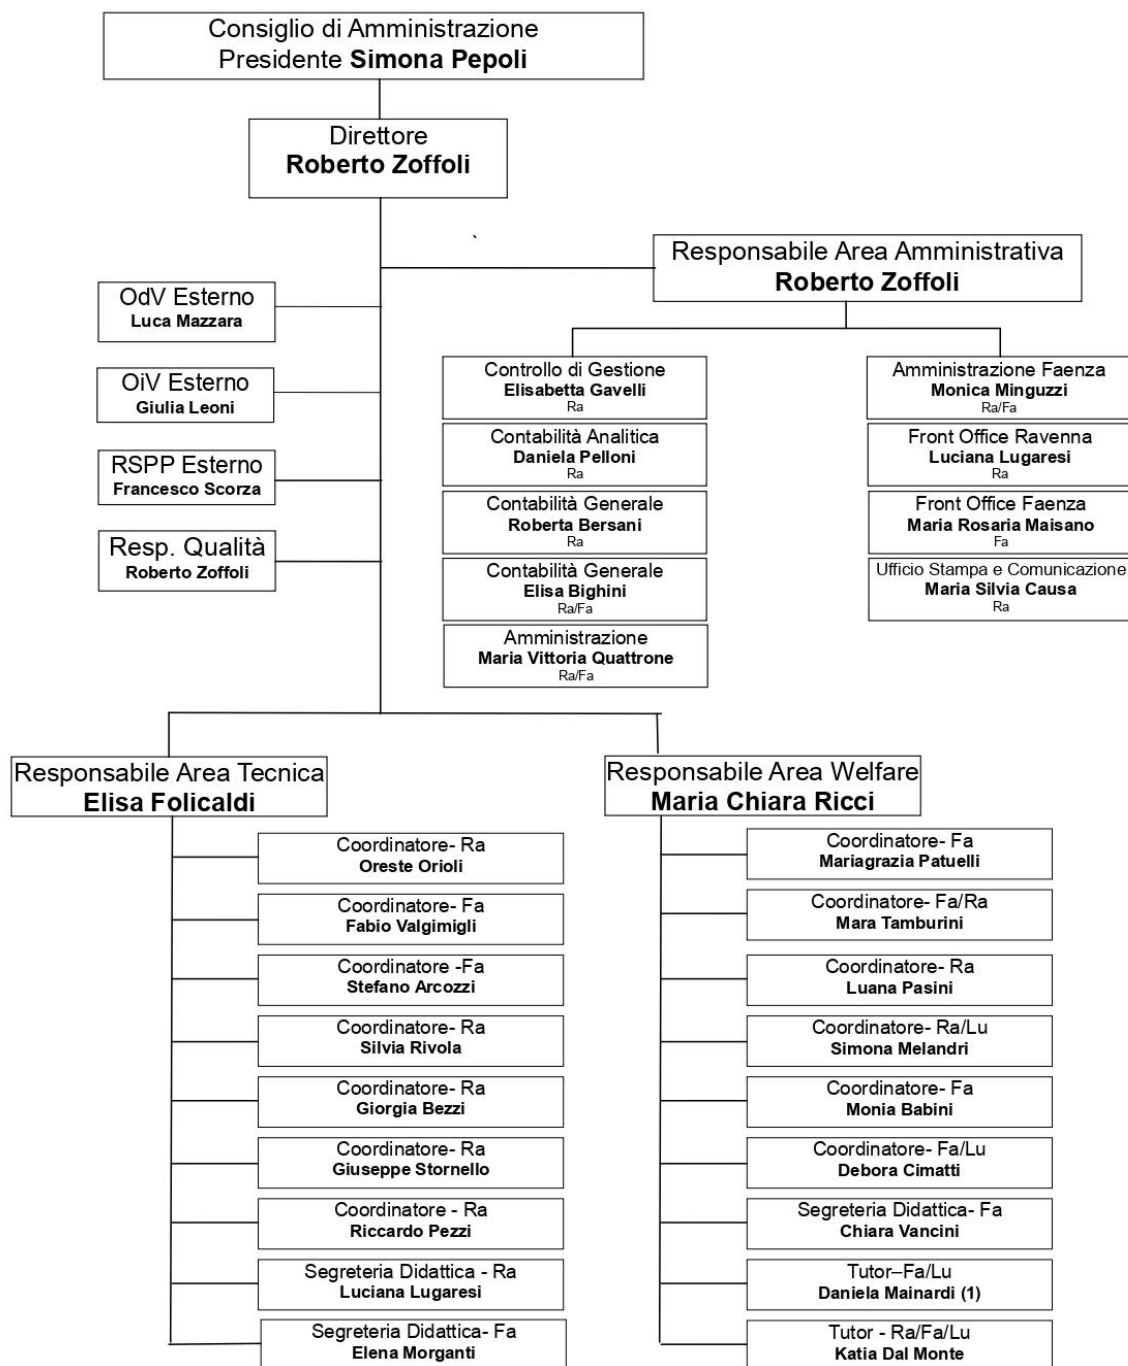 Consiglio di Amministrazione
Presidente Simona Pepoli
Direttore
Roberto Zoffoli
`
Responsabile Area Amministrativa
Roberto Zoffoli
OdV Esterno
Luca Mazzara
OiV Esterno
Giulia Leoni
RSPP Esterno
Francesco Scorza
Resp. Qualità
Roberto Zoffoli
Controllo di Gestione
Elisabetta Gavelli
Ra
Contabilità Analitica
Daniela Pelloni
Ra
Contabilità Generale
Roberta Bersani
Ra
Contabilità Generale
Elisa Bighini
Ra/Fa
Amministrazione
Maria Vittoria Quattrone
Ra/Fa
Amministrazione Faenza
Monica Minguzzi
Ra/Fa
Front Office Ravenna
Luciana Lugaresi
Ra
Front Office Faenza
Maria Rosaria Maisano
Fa
Ufficio Stampa e Comunicazione
Maria Silvia Causa
Ra
Responsabile Area Tecnica
Elisa Folicaldi
Coordinatore- Ra
Oreste Orioli
Coordinatore- Fa
Fabio Valgimigli
Coordinatore -Fa
Stefano Arcozzi
Coordinatore- Ra
Silvia Rivola
Coordinatore- Ra
Giorgia Bezzi
Coordinatore- Ra
Giuseppe Stornello
Coordinatore - Ra
Riccardo Pezzi
Segreteria Didattica - Ra
Luciana Lugaresi
Segreteria Didattica- Fa
Elena Morganti
Responsabile Area Welfare
Maria Chiara Ricci
Coordinatore- Fa
Mariagrazia Patuelli
Coordinatore- Fa/Ra
Mara Tamburini
Coordinatore- Ra
Luana Pasini
Coordinatore- Ra/Lu
Simona Melandri
Coordinatore- Fa
Monia Babini
Coordinatore- Fa/Lu
Debora Cimatti
Segreteria Didattica- Fa
Chiara Vancini
Tutor–Fa/Lu
Daniela Mainardi (1)
Tutor - Ra/Fa/Lu
Katia Dal Monte